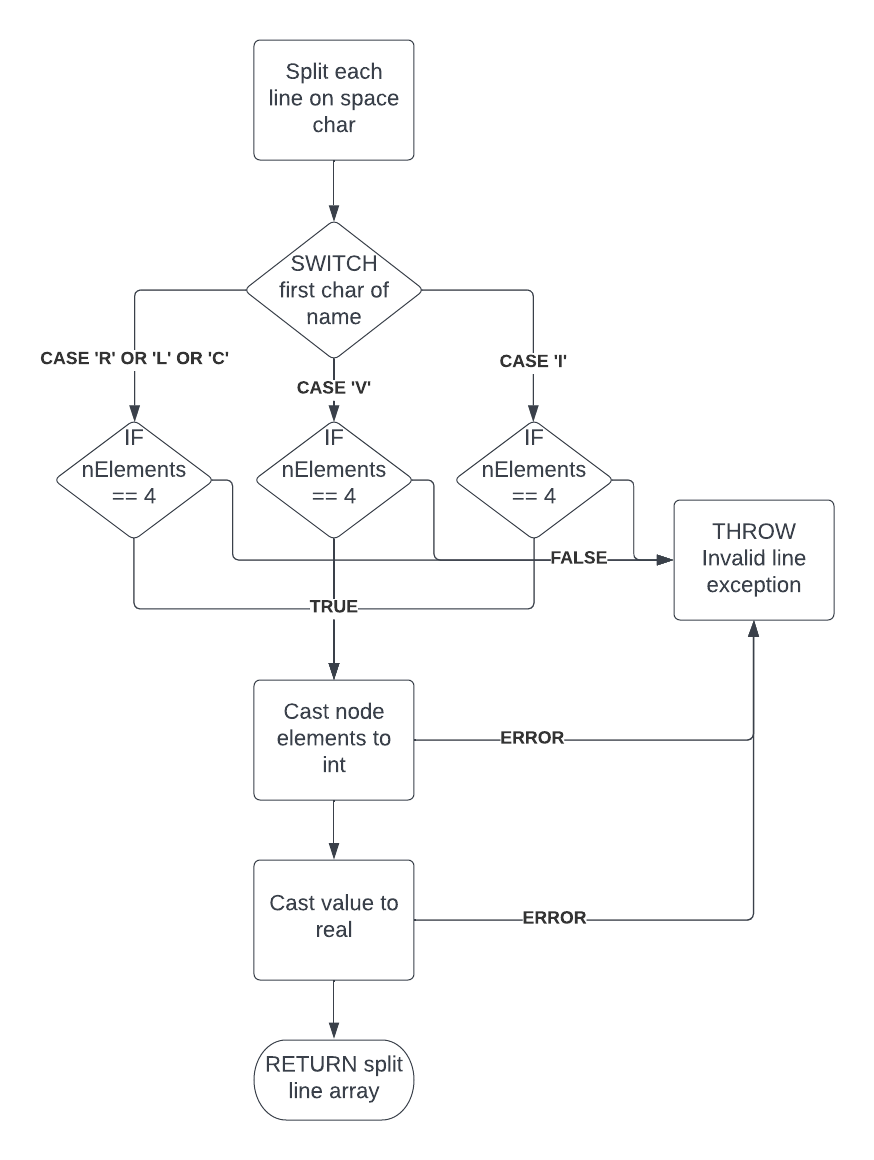 Split each
line on space
char
SWITCH
first char of
name
CASE 'R' OR 'L' OR 'C'
CASE 'V'
CASE 'I'
IF
nElements
== 4
IF
nElements
== 4
IF
nElements
== 4
THROW
Invalid line
exception
FALSE
TRUE
Cast node
elements to
int
ERROR
Cast value to
real
ERROR
RETURN split
line array